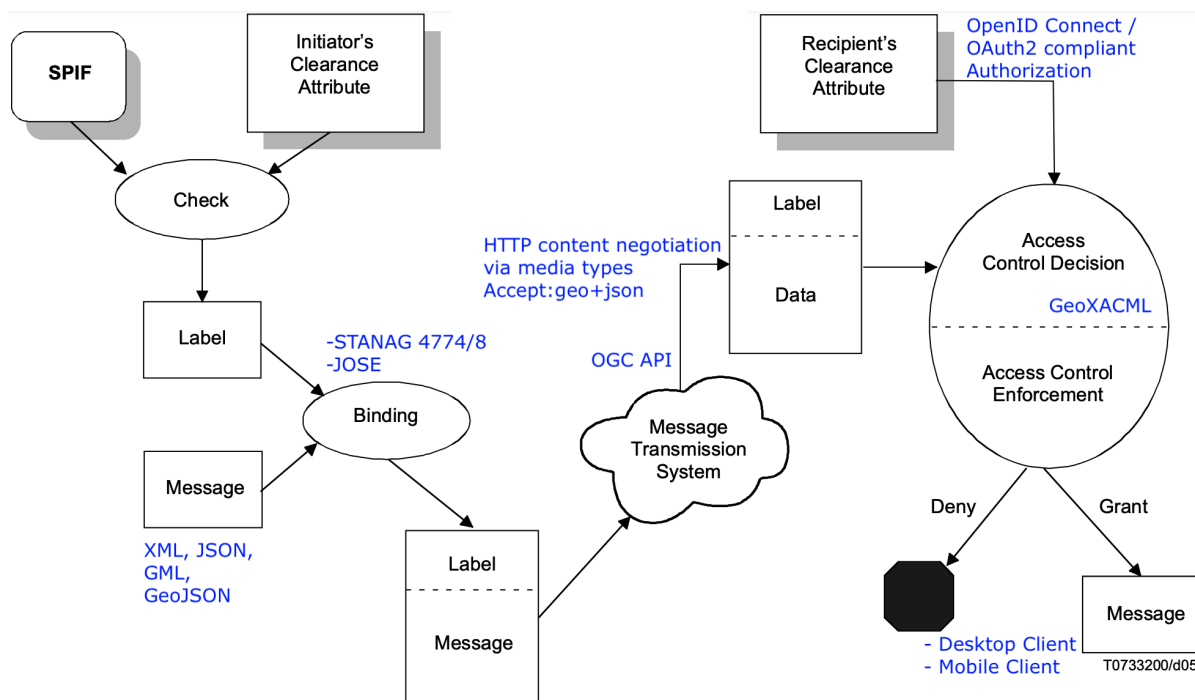 SPIF
Initiator's
Clearance
Attribute
Recipient's
Clearance
Attribute
OpenID Connect /
OAuth2 compliant
Authorization
Check
Label
-STANAG 4774/8
-JOSE
Binding
Message
XML, JSON,
GML,
GeoJSON
Label
Message
Message
Transmission
System
OGC API
HTTP content negotiation
via media types
Accept:geo+json
Label
Data
Access
Control Decision
GeoXACML
Access Control
Enforcement
Deny
Grant
Message
- Desktop Client
- Mobile Client
T0733200/d05